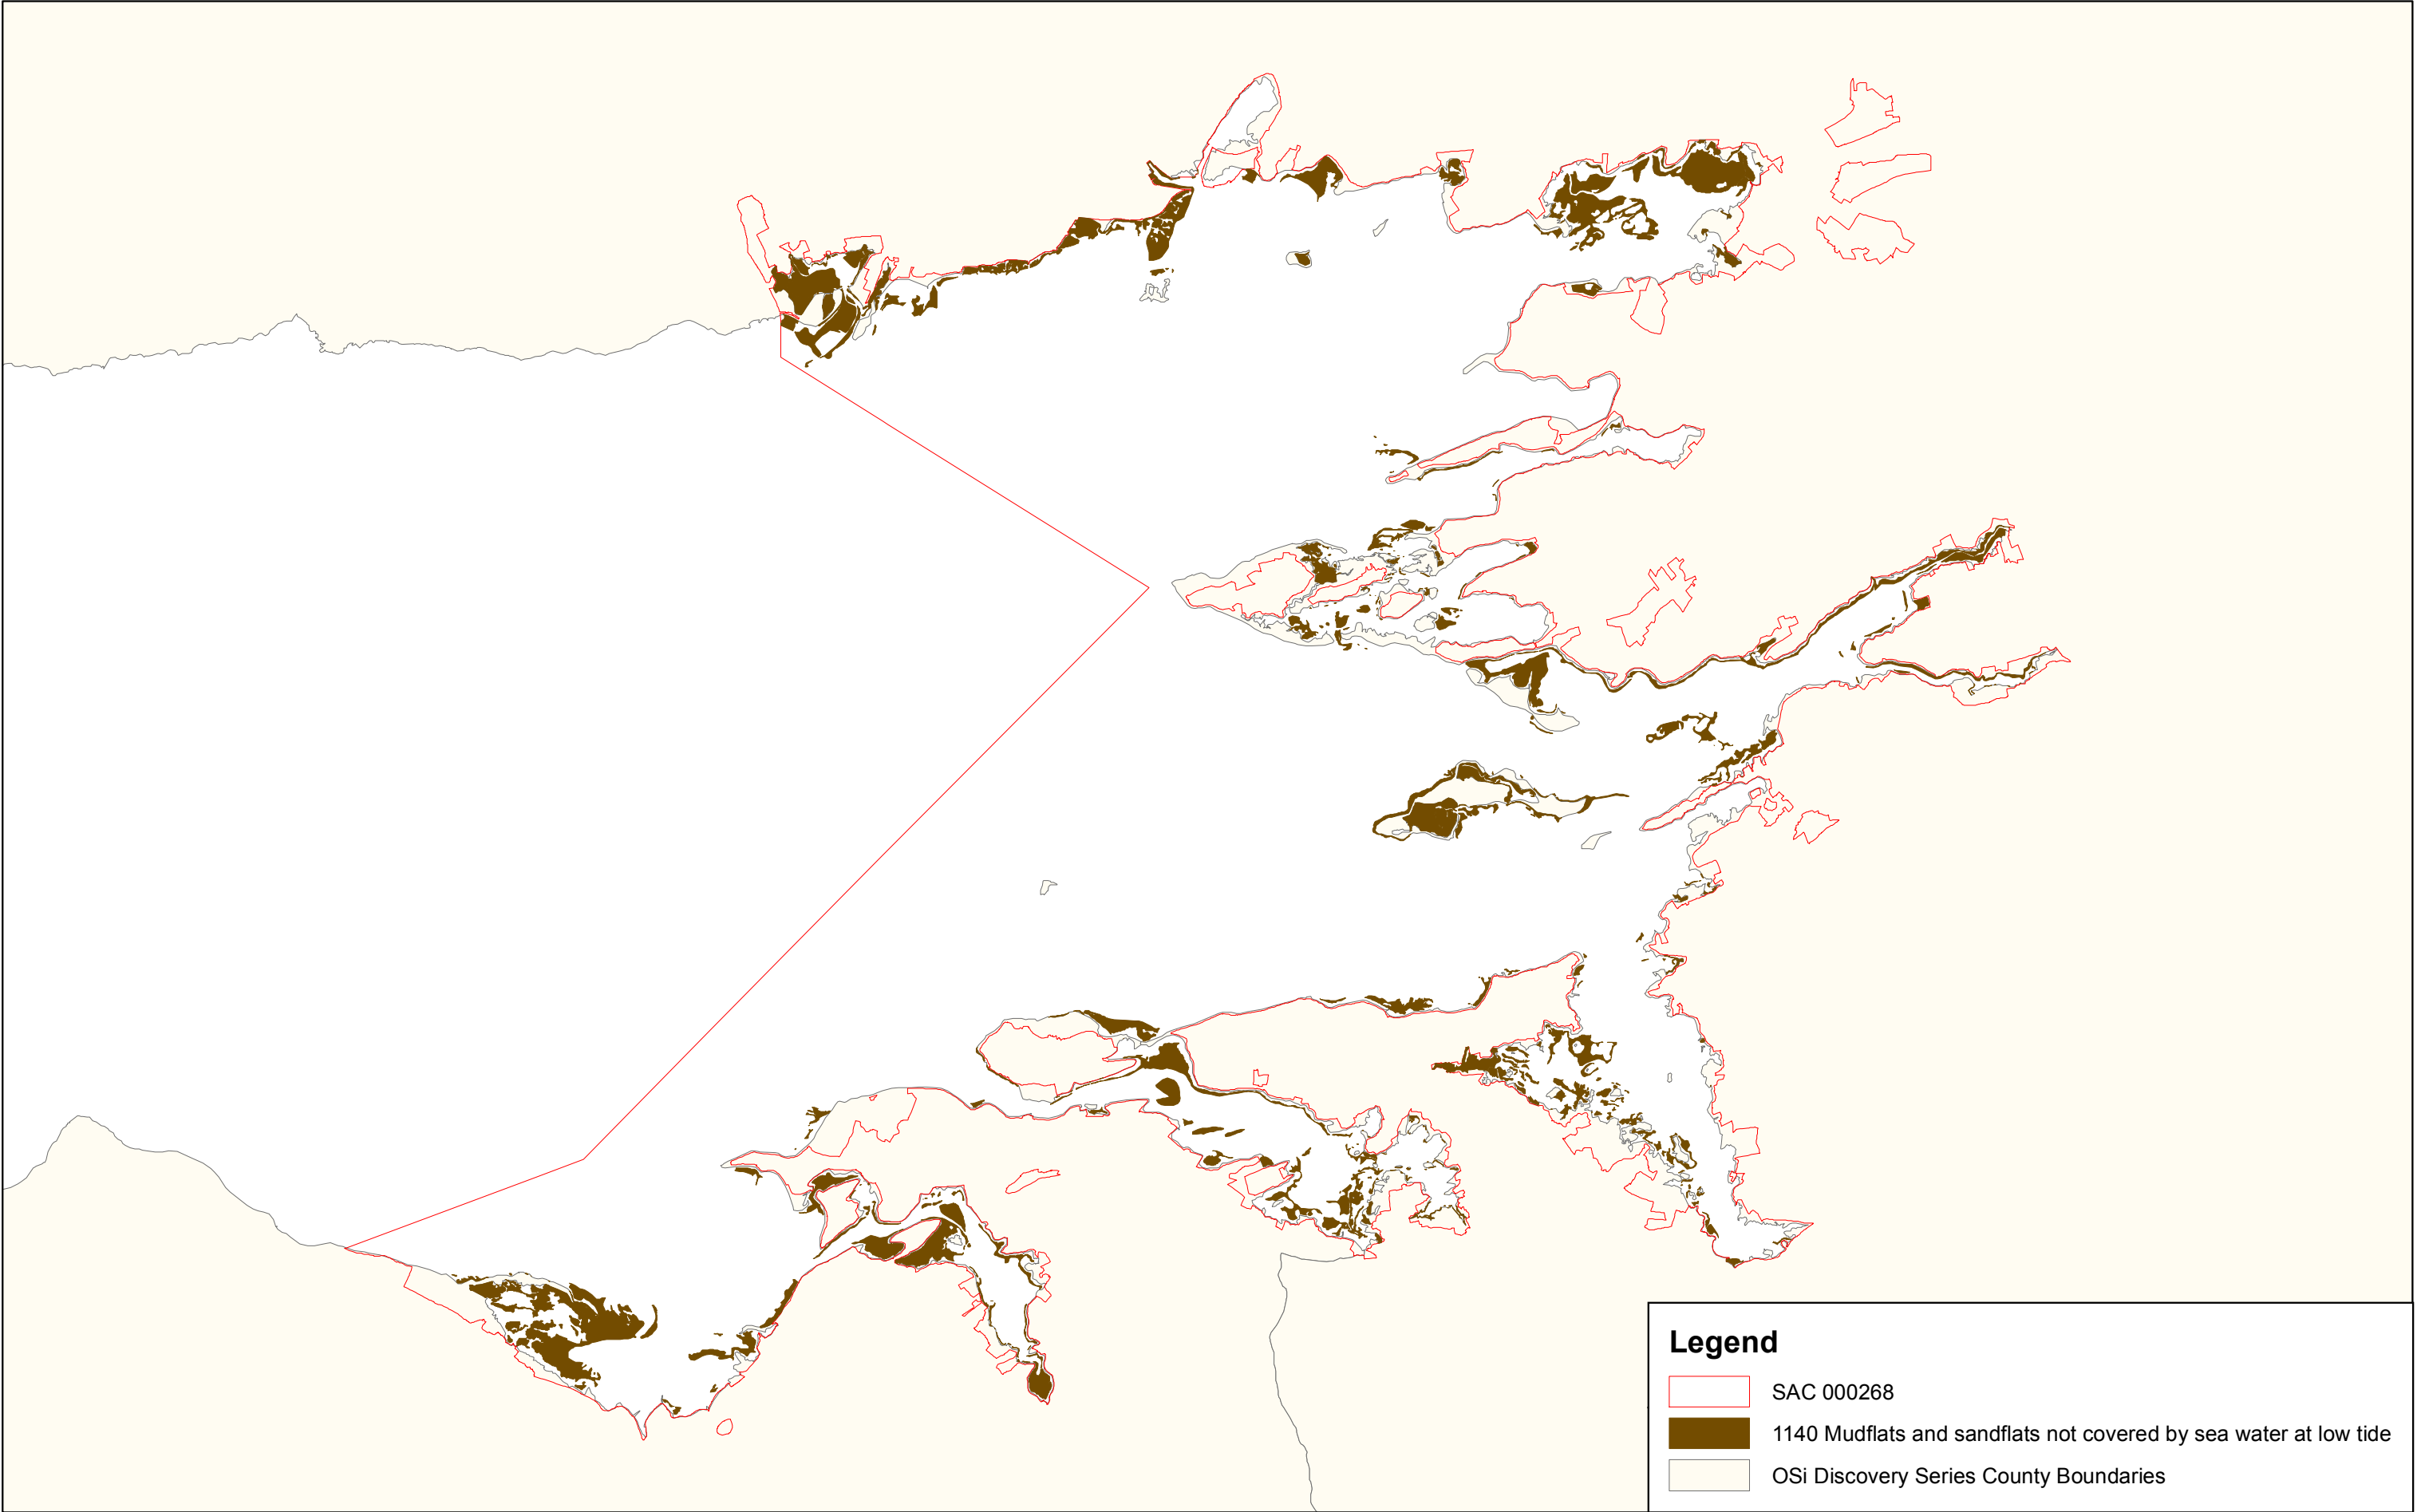 Legend
SAC 000268
1140 Mudflats and sandflats not covered by sea water at low tide
OSi Discovery Series County Boundaries